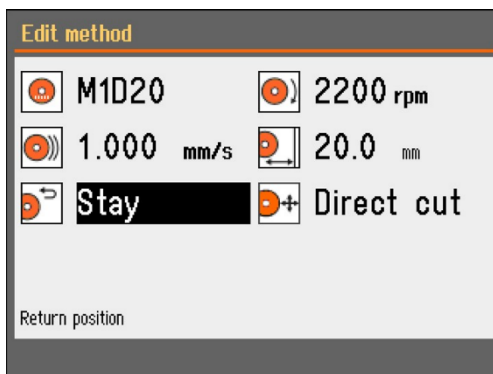 Edit method
M1D20 2200 rpm
1.000 mm/s 20.0 mm
Stay Direct cut
Return position